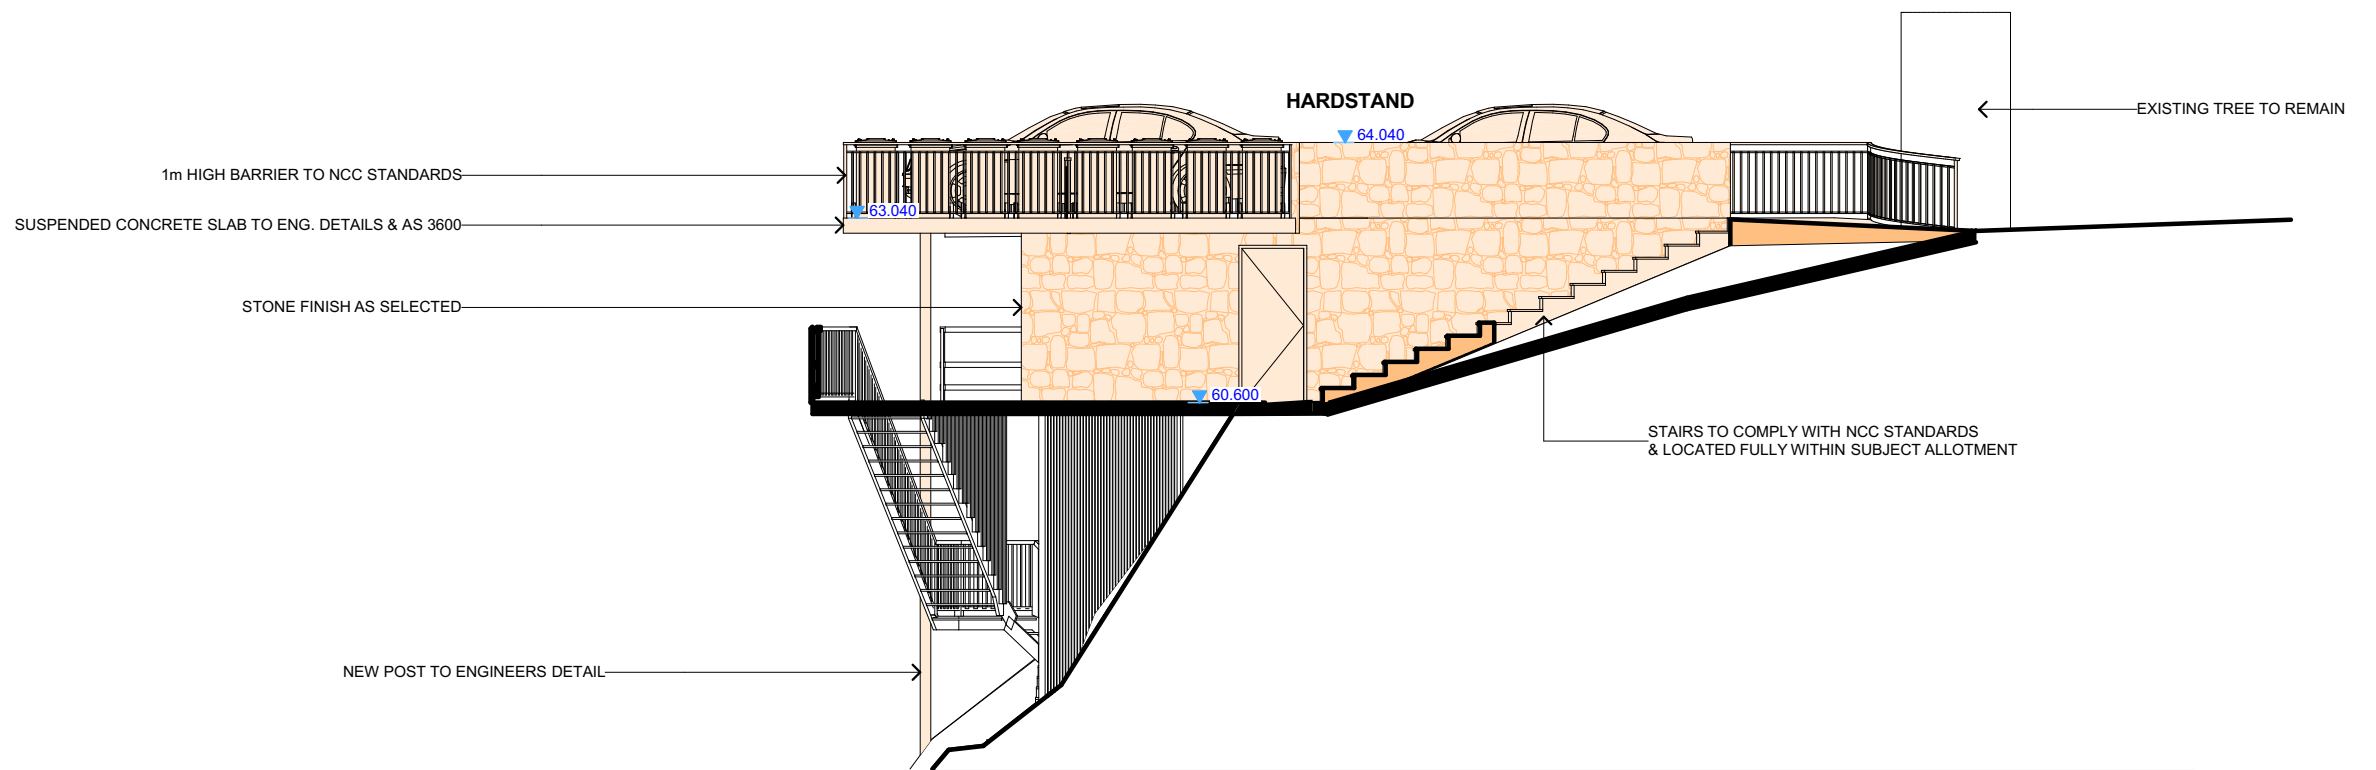 HARDSTAND
64.040
EXISTING TREE TO REMAIN
1m HIGH BARRIER TO NCC STANDARDS
63.040
SUSPENDED CONCRETE SLAB TO ENG. DETAILS & AS 3600
STONE FINISH AS SELECTED
60.600
STAIRS TO COMPLY WITH NCC STANDARDS
& LOCATED FULLY WITHIN SUBJECT ALLOTMENT
NEW POST TO ENGINEERS DETAIL